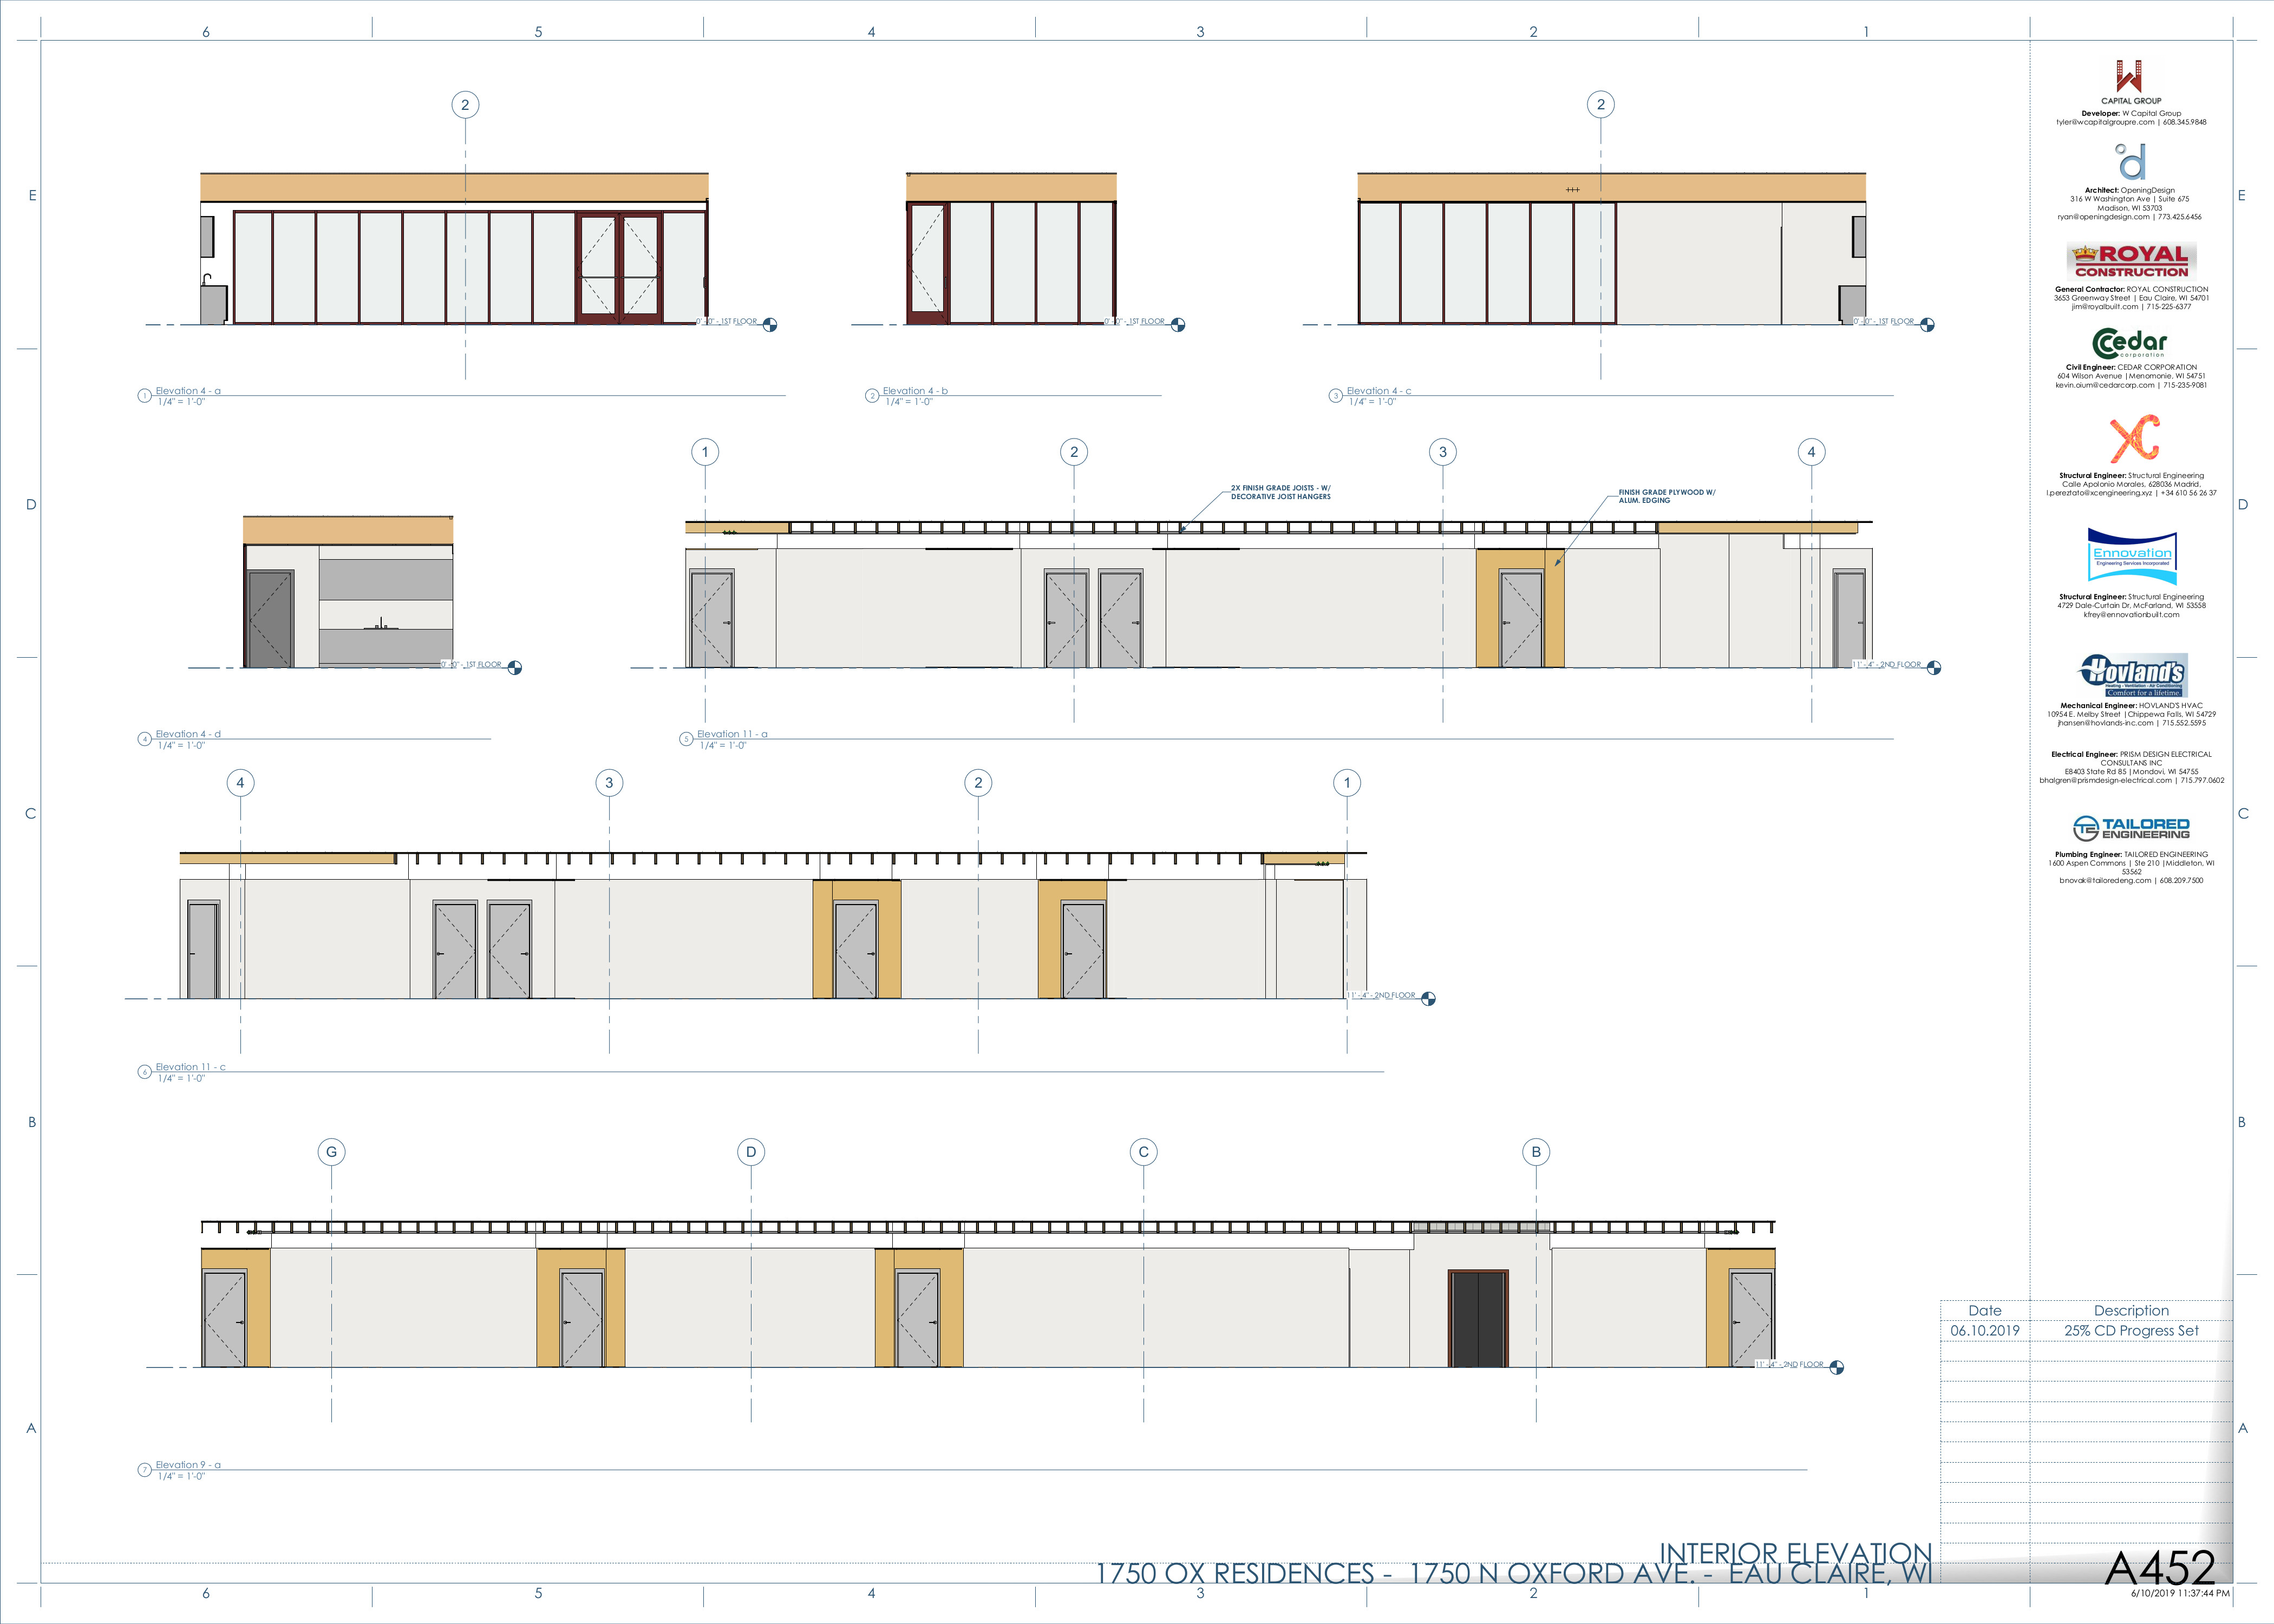 6 5 4 3 2 1
E
E
D
D
C
C
B
B
A
A
2
0' - 0" - 1ST FLOOR
1 Elevation 4 - a
1/4" = 1'-0"
0' - 0" - 1ST FLOOR
2 Elevation 4 - b
1/4" = 1'-0"
2
0' - 0" - 1ST FLOOR
3 Elevation 4 - c
1/4" = 1'-0"
0' - 0" - 1ST FLOOR
4 Elevation 4 - d
1/4" = 1'-0"
1 2 3 4
2X FINISH GRADE JOISTS - W/
DECORATIVE JOIST HANGERS
FINISH GRADE PLYWOOD W/
ALUM. EDGING
11' - 4" - 2ND FLOOR
5 Elevation 11 - a
1/4" = 1'-0"
4 3 2 1
11' - 4" - 2ND FLOOR
6 Elevation 11 - c
1/4" = 1'-0"
G D C B
11' - 4" - 2ND FLOOR
7 Elevation 9 - a
1/4" = 1'-0"
CAPITAL GROUP
Developer: W Capital Group
tyler@wcapitalgroupre.com | 608.345.9848
Architect: OpeningDesign
316 W Washington Ave | Suite 675
Madison, WI 53703
ryan@openingdesign.com | 773.425.6456
ROYAL
CONSTRUCTION
General Contractor: ROYAL CONSTRUCTION
3653 Greenway Street | Eau Claire, WI 54701
jim@royalbuilt.com | 715-225-6377
Cedar
corporation
Civil Engineer: CEDAR CORPORATION
604 Wilson Avenue |Menomonie, WI 54751
kevin.oium@cedarcorp.com | 715-235-9081
XC
Structural Engineer: Structural Engineering
Calle Apolonio Morales, 628036 Madrid.
l.pereztato@xcengineering.xyz | +34 610 56 26 37
Ennovation
Engineering Services Incorporated
Structural Engineer: Structural Engineering
4729 Dale-Curtain Dr, McFarland, WI 53558
kfrey@ennovationbuilt.com
Hovland's
Heating - Ventilation - Air Conditioning
Comfort for a lifetime.
Mechanical Engineer: HOVLAND'S HVAC
10954 E. Melby Street |Chippewa Falls, WI 54729
jhansen@hovlands-inc.com | 715.552.5595
Electrical Engineer: PRISM DESIGN ELECTRICAL
CONSULTANS INC
E8403 State Rd 85 |Mondovi, WI 54755
bhalgren@prismdesign-electrical.com | 715.797.0602
TE TAILORED
ENGINEERING
Plumbing Engineer: TAILORED ENGINEERING
1600 Aspen Commons | Ste 210 |Middleton, WI
53562
bnovak@tailoredeng.com | 608.209.7500
Date Description
06.10.2019 25% CD Progress Set
INTERIOR ELEVATION
1750 OX RESIDENCES - 1750 N OXFORD AVE. - EAU CLAIRE, WI
A452
6/10/2019 11:37:44 PM
6 5 4 3 2 1